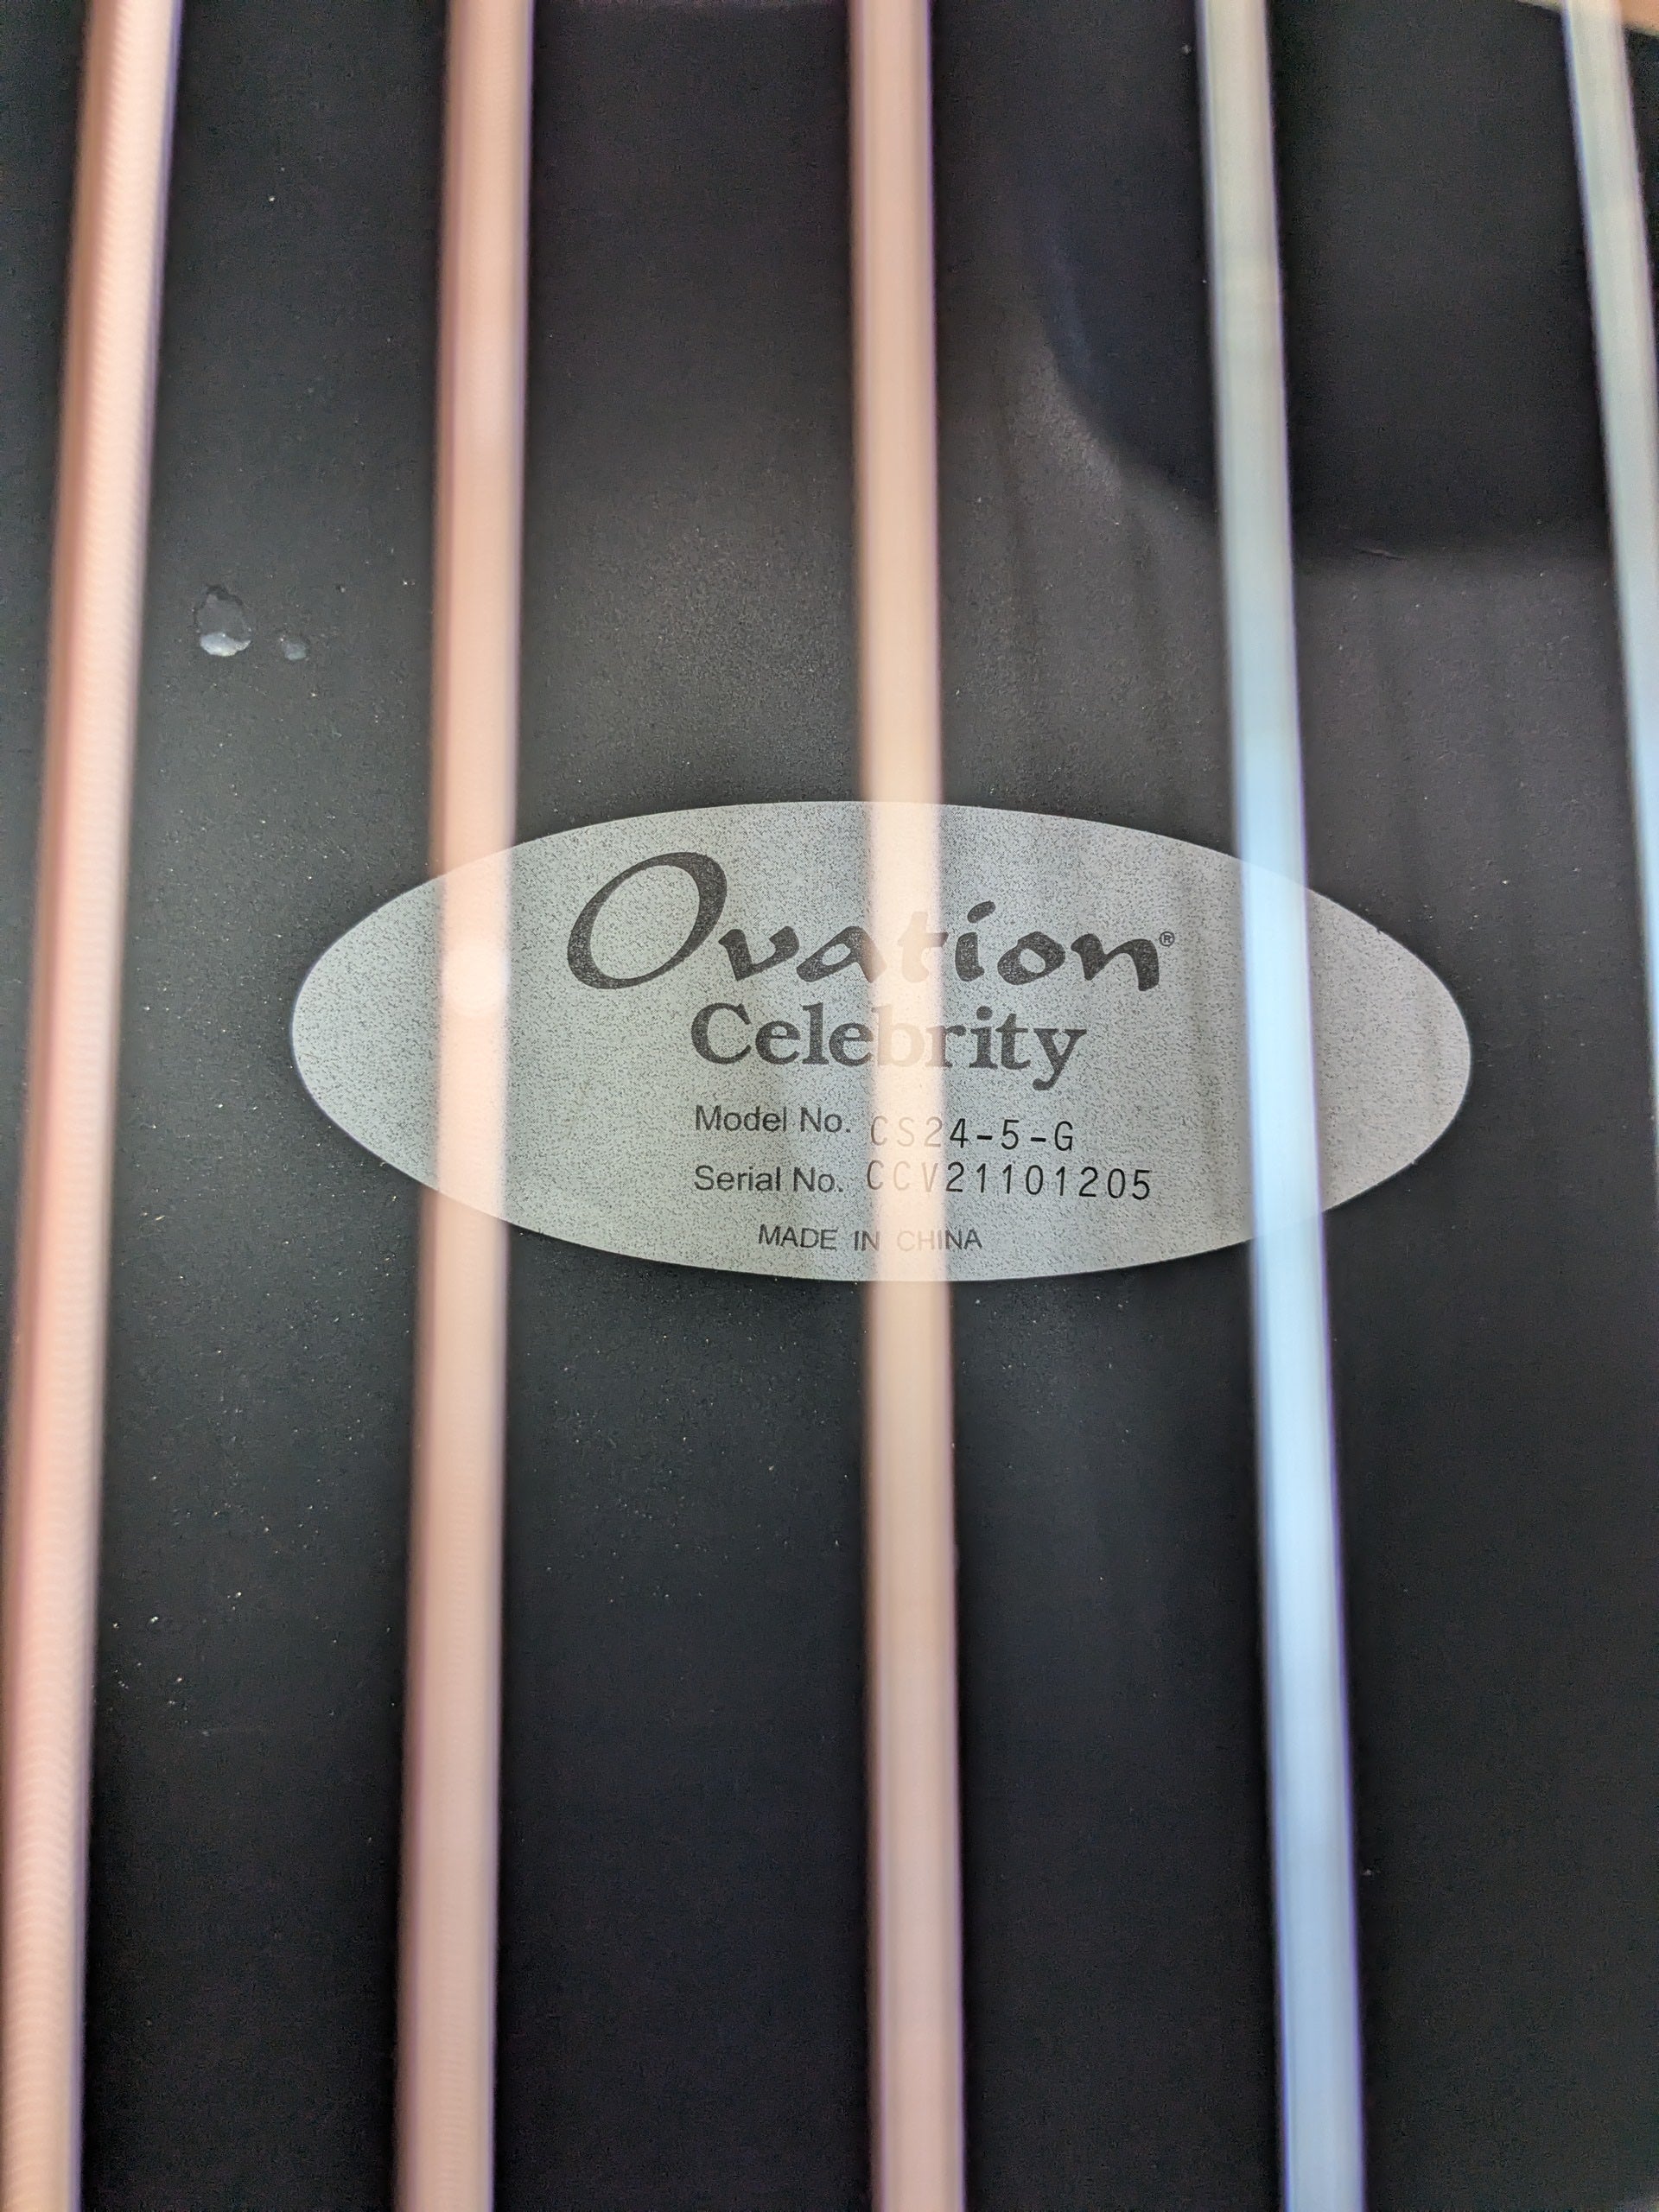 Ovation®
Celebrity
Model No. CS24-5-G
Serial No. CCV21101205
MADE IN CHINA